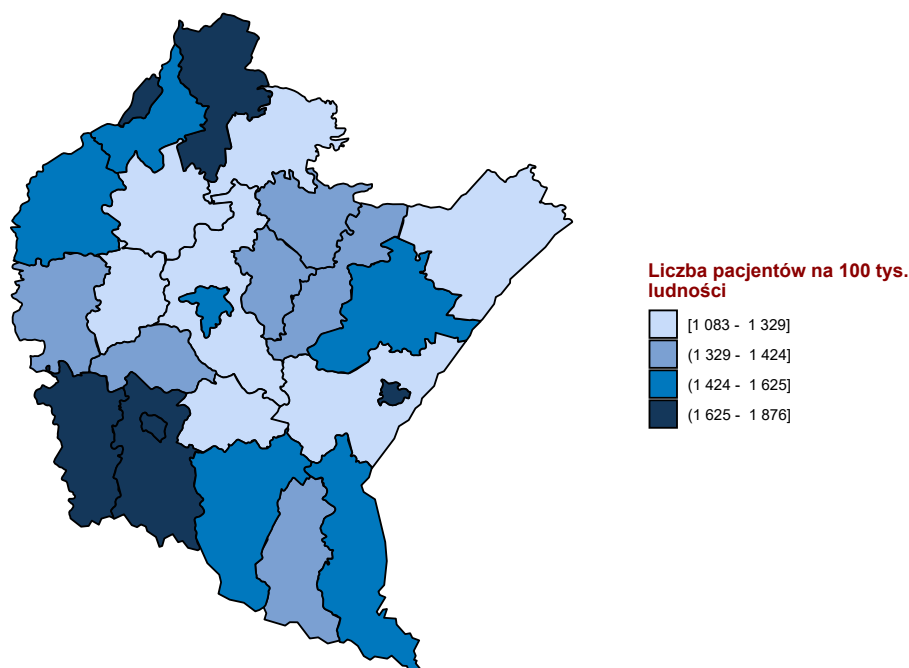 Liczba pacjentów na 100 tys.
ludności
[1 083 - 1 329]
(1 329 - 1 424]
(1 424 - 1 625]
(1 625 - 1 876]